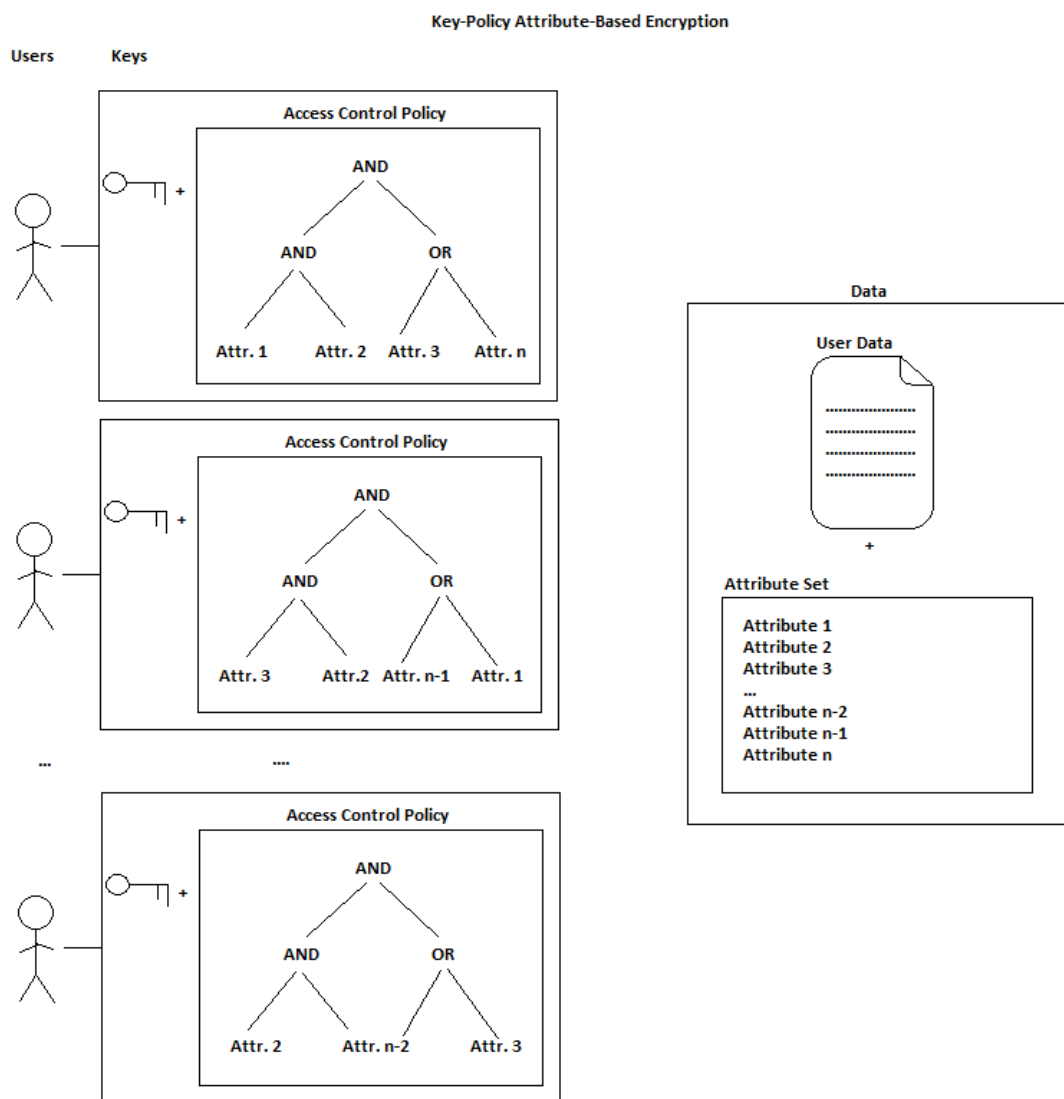 Key-Policy Attribute-Based Encryption
Users Keys
Access Control Policy
AND
+
AND OR
Attr. 1 Attr. 2 Attr. 3 Attr. n
Access Control Policy
AND
+
AND OR
Attr. 3 Attr.2 Attr. n-1 Attr. 1
... ....
Access Control Policy
AND
+
AND OR
Attr. 2 Attr. n-2 Attr. 3
Data
User Data
......................
......................
......................
......................
+
Attribute Set
Attribute 1
Attribute 2
Attribute 3
...
Attribute n-2
Attribute n-1
Attribute n